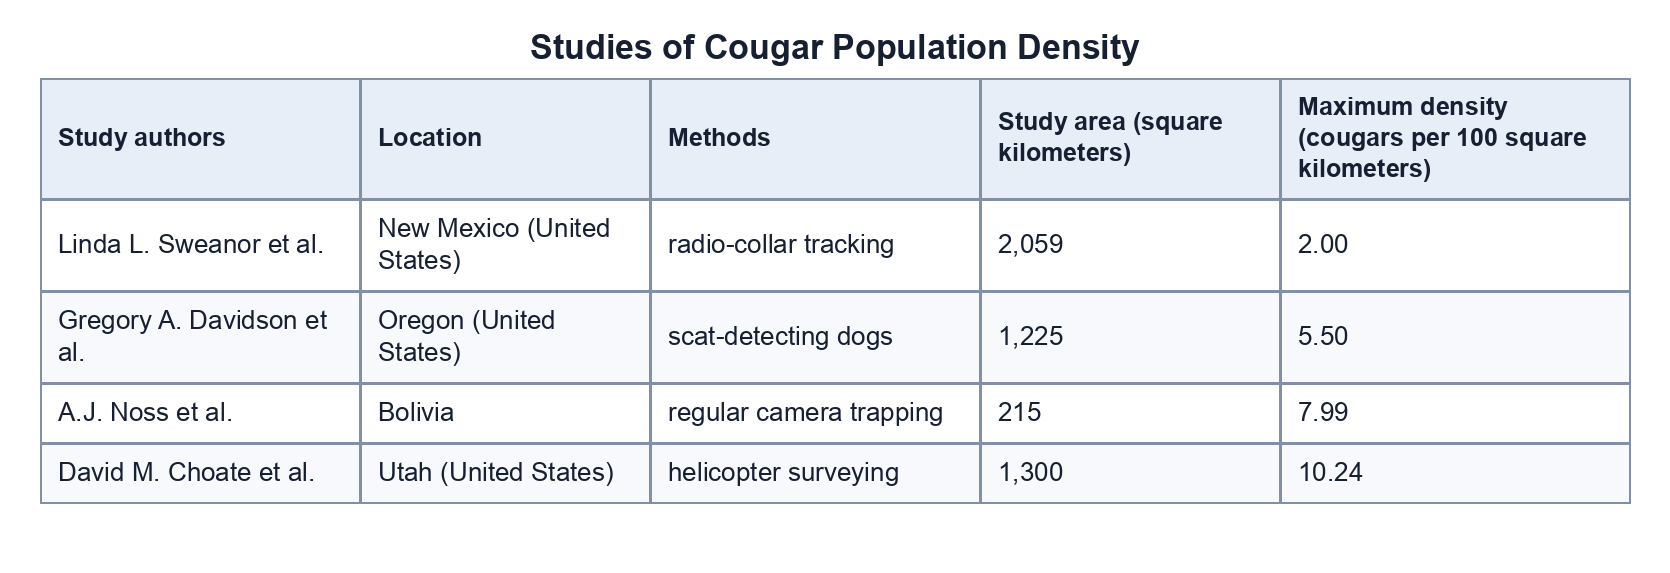 Studies of Cougar Population Density
Study authors
Location
Methods
Study area (square
kilometers)
Maximum density
(cougars per 100 square
kilometers)
Linda L. Sweanor et al.
New Mexico (United
States)
radio-collar tracking
2,059
2.00
Gregory A. Davidson et
al.
Oregon (United
States)
scat-detecting dogs
1,225
5.50
A.J. Noss et al.
Bolivia
regular camera trapping
215
7.99
David M. Choate et al.
Utah (United States)
helicopter surveying
1,300
10.24